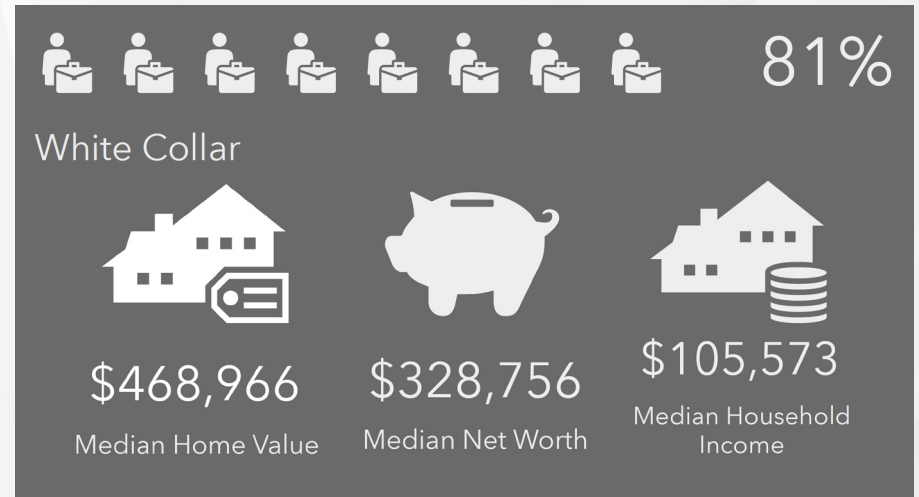 81%
White Collar
$468,966
Median Home Value
$328,756
Median Net Worth
$105,573
Median Household
Income